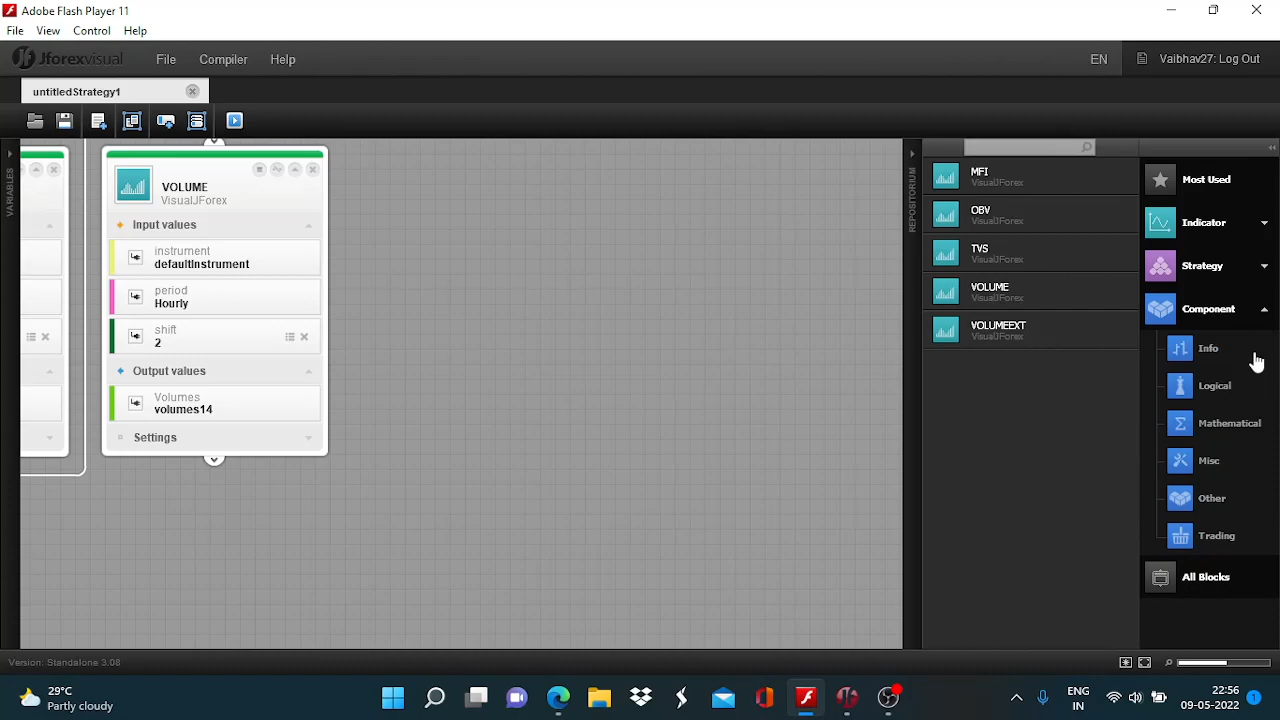 Adobe Flash Player 11
File View Control Help
Jforexvisual File Compiler Help EN Vaibhav27: Log Out
untitledStrategy1
VARIABLES
VOLUME
VisualJForex
Input values
instrument
defaultInstrument
period
Hourly
shift
2
Output values
Volumes
volumes14
Settings
REPOSITORIUM
MFI
VisualJForex
OBV
VisualJForex
TVS
VisualJForex
VOLUME
VisualJForex
VOLUMEEXT
VisualJForex
Most Used
Indicator
Strategy
Component
Info
Logical
Mathematical
Misc
Other
Trading
All Blocks
Version: Standalone 3.08
29°C
Partly cloudy
ENG
IN
22:56
09-05-2022
1